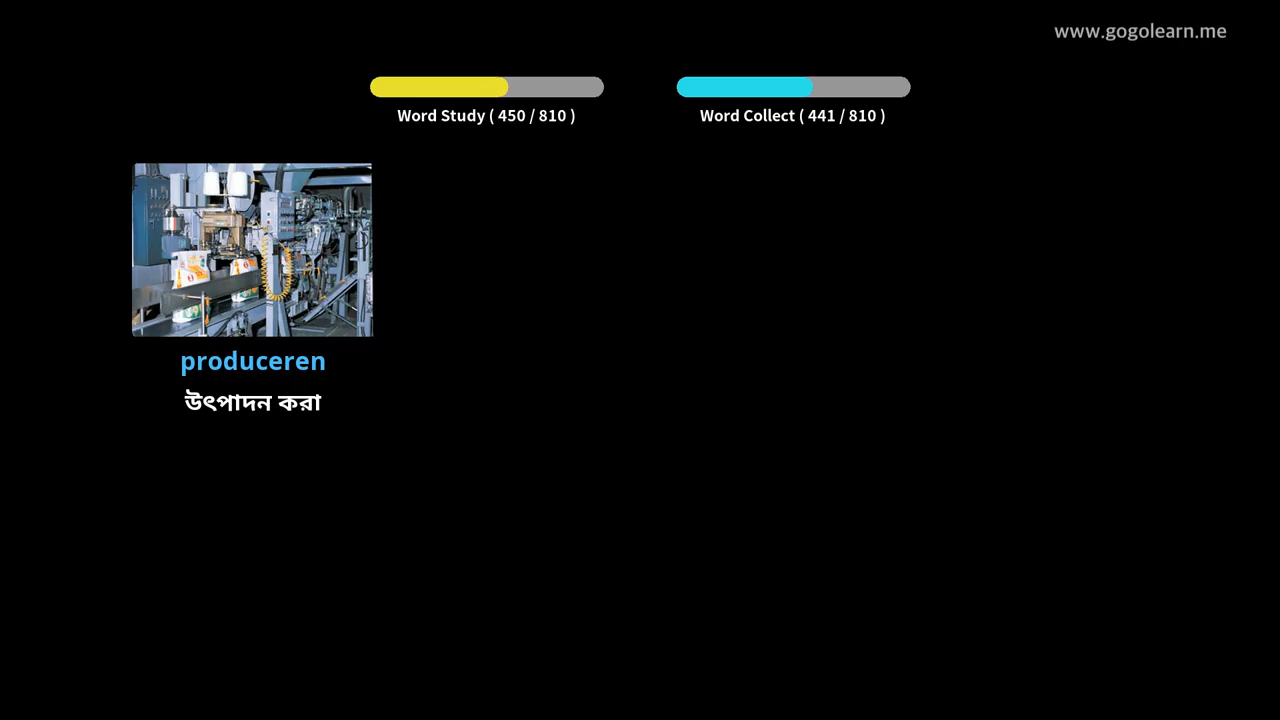 www.gogolearn.me
Word Study ( 450 / 810 )
Word Collect ( 441 / 810 )
produceren
উৎপাদন করা